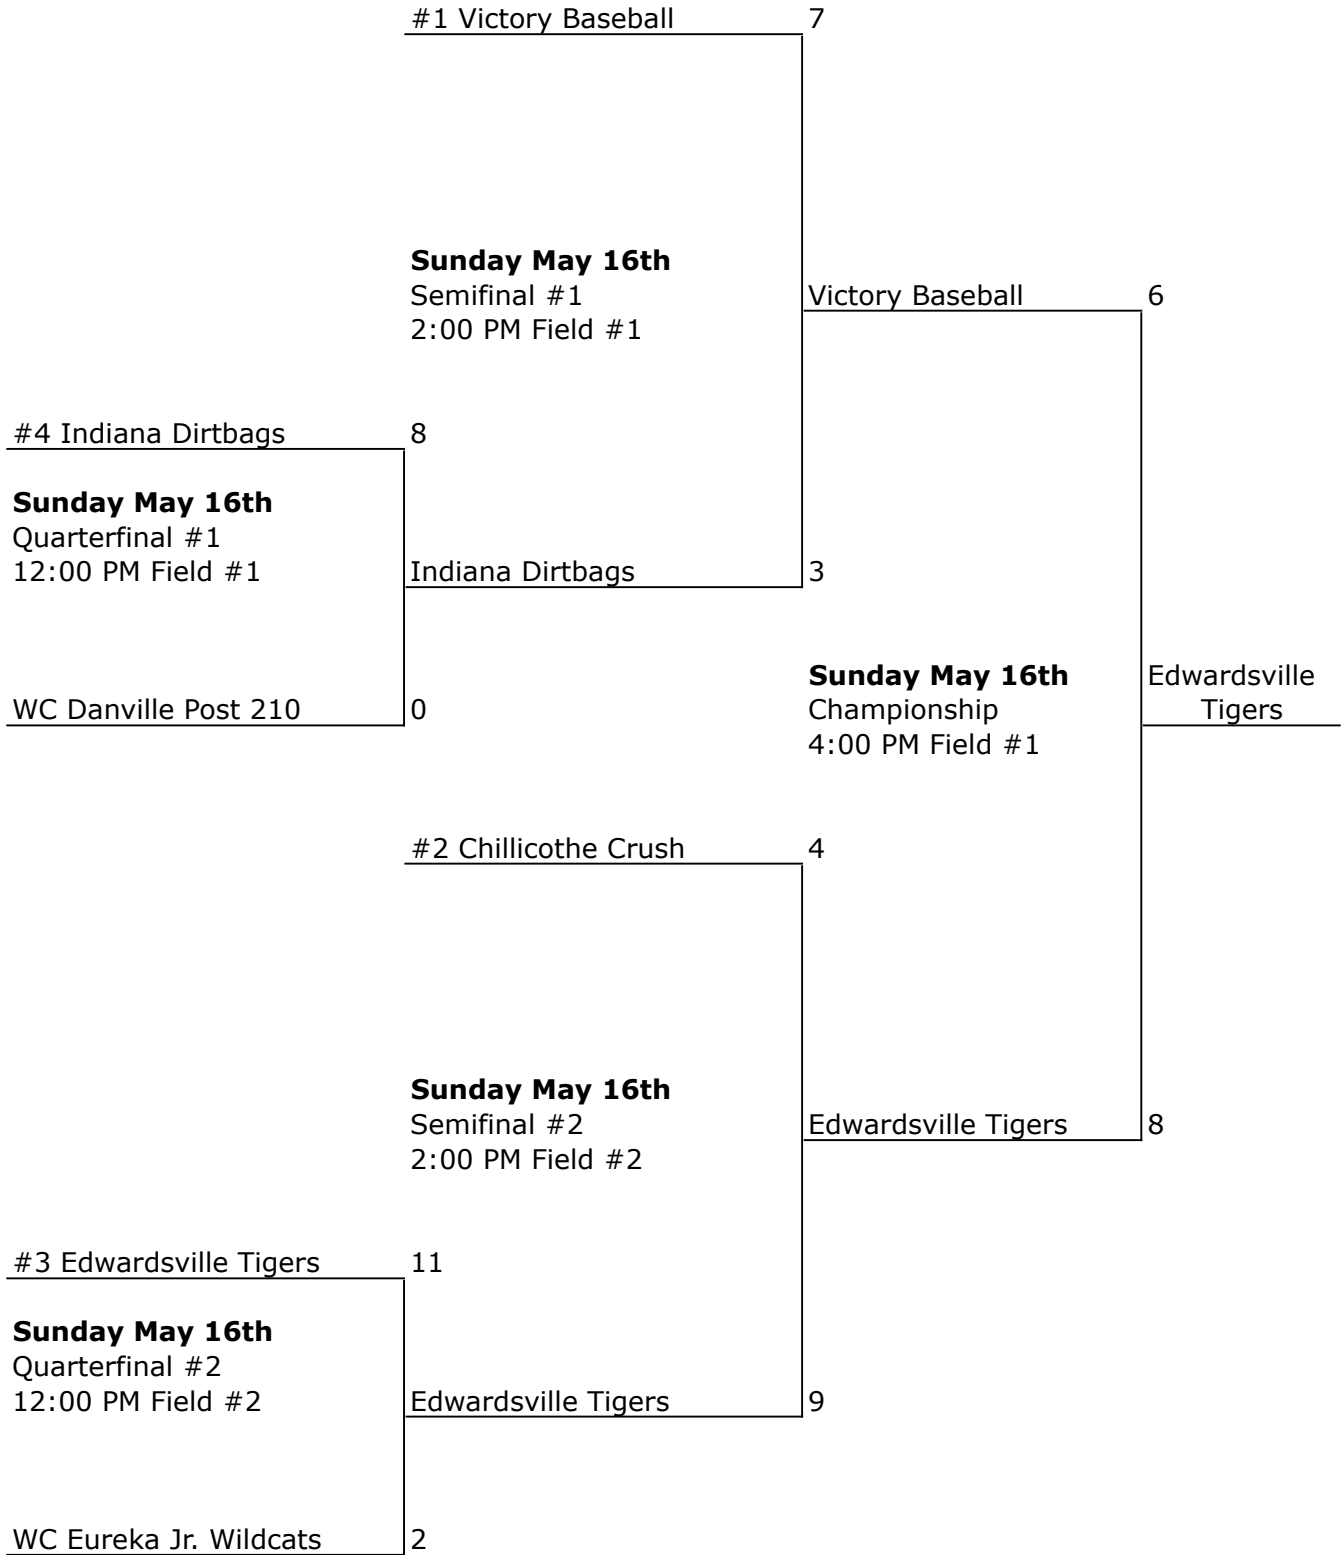 #1 Victory Baseball 7
Sunday May 16th
Semifinal #1
2:00 PM Field #1
Victory Baseball 6
#4 Indiana Dirtbags 8
Sunday May 16th
Quarterfinal #1
12:00 PM Field #1
Indiana Dirtbags 3
WC Danville Post 210 0
Sunday May 16th
Championship
4:00 PM Field #1
Edwardsville
Tigers
#2 Chillicothe Crush 4
Sunday May 16th
Semifinal #2
2:00 PM Field #2
Edwardsville Tigers 8
#3 Edwardsville Tigers 11
Sunday May 16th
Quarterfinal #2
12:00 PM Field #2
Edwardsville Tigers 9
WC Eureka Jr. Wildcats 2